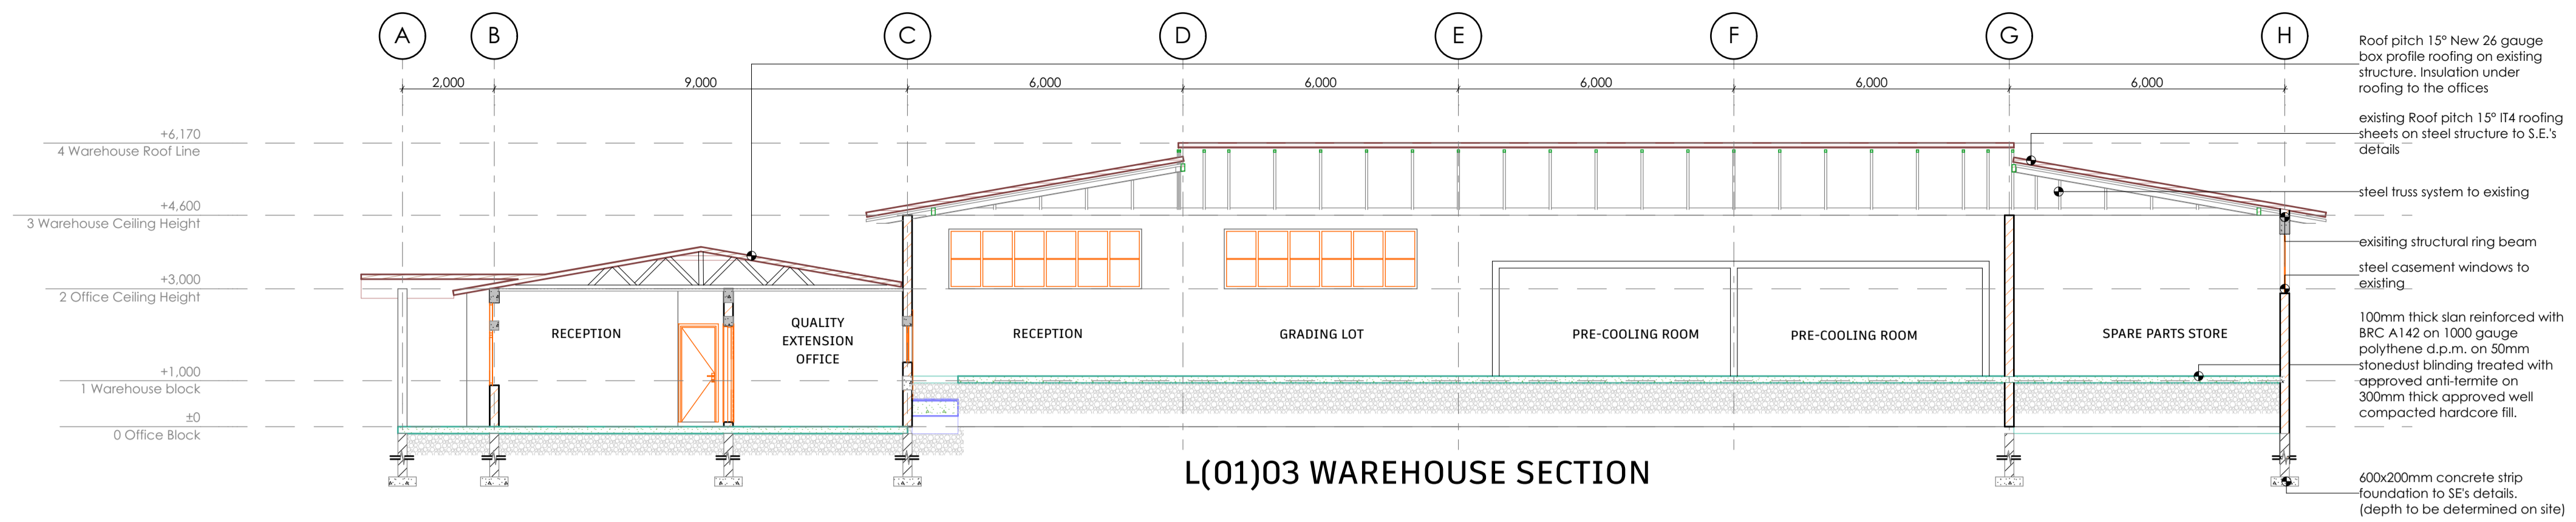 A B C D E F G H
2,000 9,000 6,000 6,000 6,000 6,000 6,000
+6,170
4 Warehouse Roof Line
+4,600
3 Warehouse Ceiling Height
+3,000
2 Office Ceiling Height
+1,000
1 Warehouse block
±0
0 Office Block
RECEPTION
QUALITY
EXTENSION
OFFICE
RECEPTION
GRADING LOT
PRE-COOLING ROOM
PRE-COOLING ROOM
SPARE PARTS STORE
L(01)03 WAREHOUSE SECTION
Roof pitch 15° New 26 gauge
box profile roofing on existing
structure. Insulation under
roofing to the offices
existing Roof pitch 15° IT4 roofing
sheets on steel structure to S.E.'s
details
steel truss system to existing
exisiting structural ring beam
steel casement windows to
existing
100mm thick slan reinforced with
BRC A142 on 1000 gauge
polythene d.p.m. on 50mm
stonedust blinding treated with
approved anti-termite on
300mm thick approved well
compacted hardcore fill.
600x200mm concrete strip
foundation to SE's details.
(depth to be determined on site)